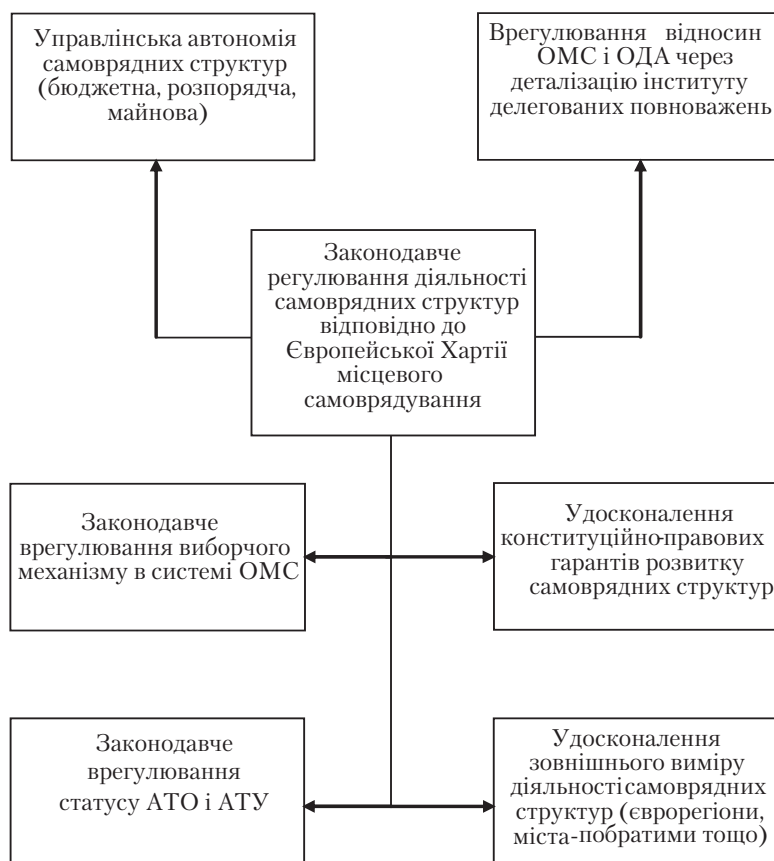 Управлінська автономія
самоврядних структур
(бюджетна, розпорядча,
майнова)
Врегулювання відносин
ОМС і ОДА через
деталізацію інституту
делегованих повноважень
Законодавче
регулювання діяльності
самоврядних структур
відповідно до
Європейської Хартії
місцевого
самоврядування
Законодавче
врегулювання виборчого
механізму в системі ОМС
Удосконалення
конституційно-правових
гарантів розвитку
самоврядних структур
Законодавче
врегулювання
статусу АТО і АТУ
Удосконалення
зовнішнього виміру
діяльності самоврядних
структур (єврорегіони,
міста-побратими тощо)